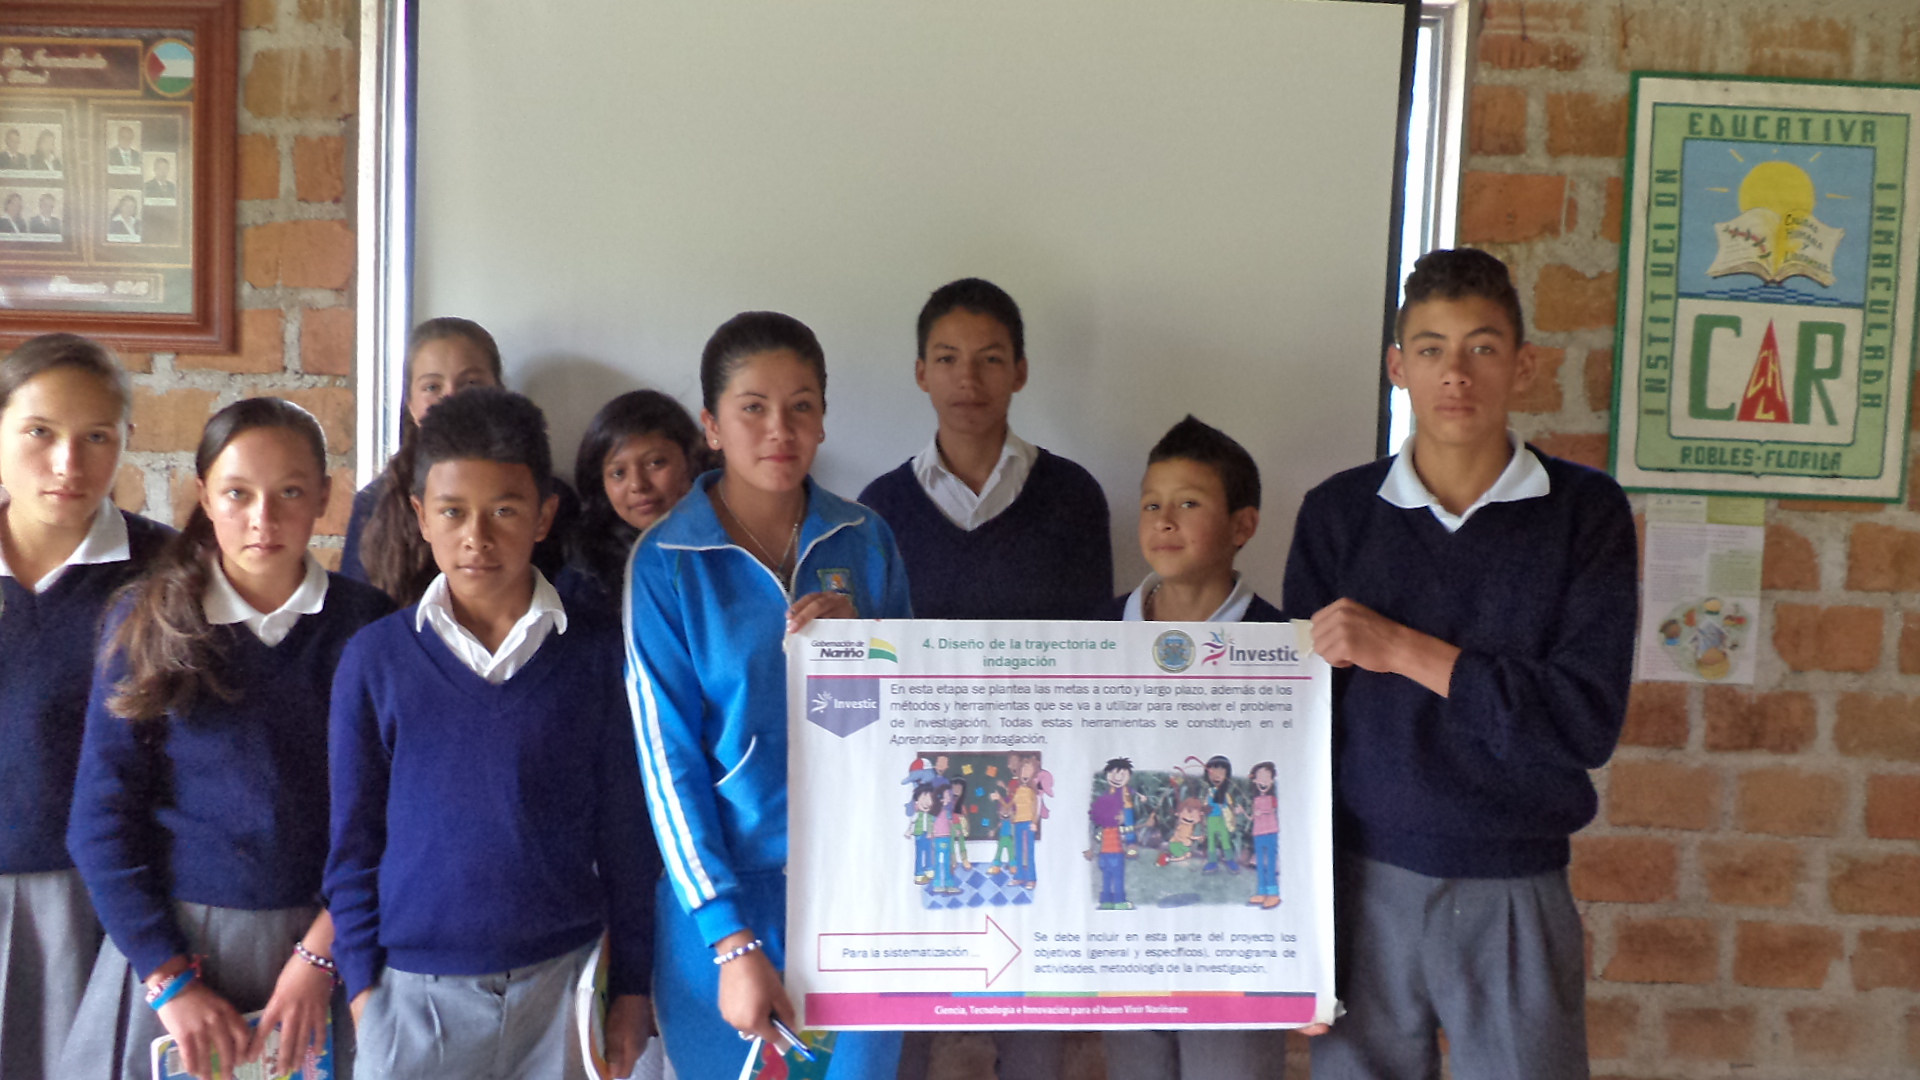 La Inmaculada
Promoción 2012
INSTITUCION
EDUCATIVA
INMACULADA
CAR
ROBLES-FLORIDA
Gobernación de
Nariño
4. Diseño de la trayectoria de
indagación
Investic
Investic
En esta etapa se plantea las metas a corto y largo plazo, además de los
métodos y herramientas que se va a utilizar para resolver el problema
de investigación. Todas estas herramientas se constituyen en el
Aprendizaje por Indagación.
Para la sistematización...
Se debe incluir en esta parte del proyecto los
objetivos (general y específicos), cronograma de
actividades, metodología de la investigación.
Ciencia, Tecnología e Innovación para el buen Vivir Nariñense